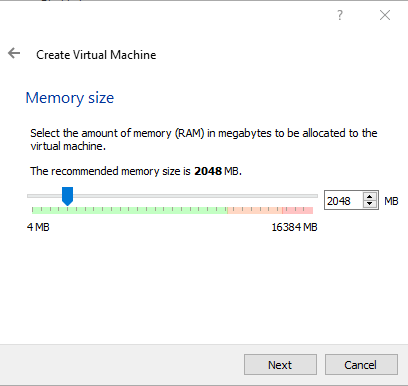 ?
Create Virtual Machine
Memory size
Select the amount of memory (RAM) in megabytes to be allocated to the
virtual machine.
The recommended memory size is 2048 MB.
2048 MB
4 MB 16384 MB
Next Cancel